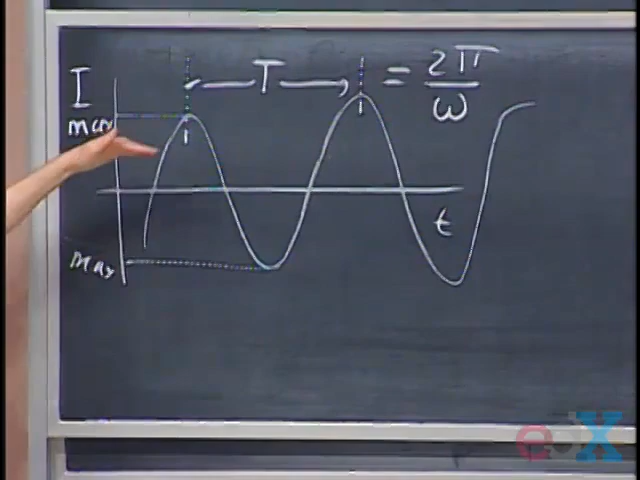 I
max
T = 2π/ω
t
max
edX